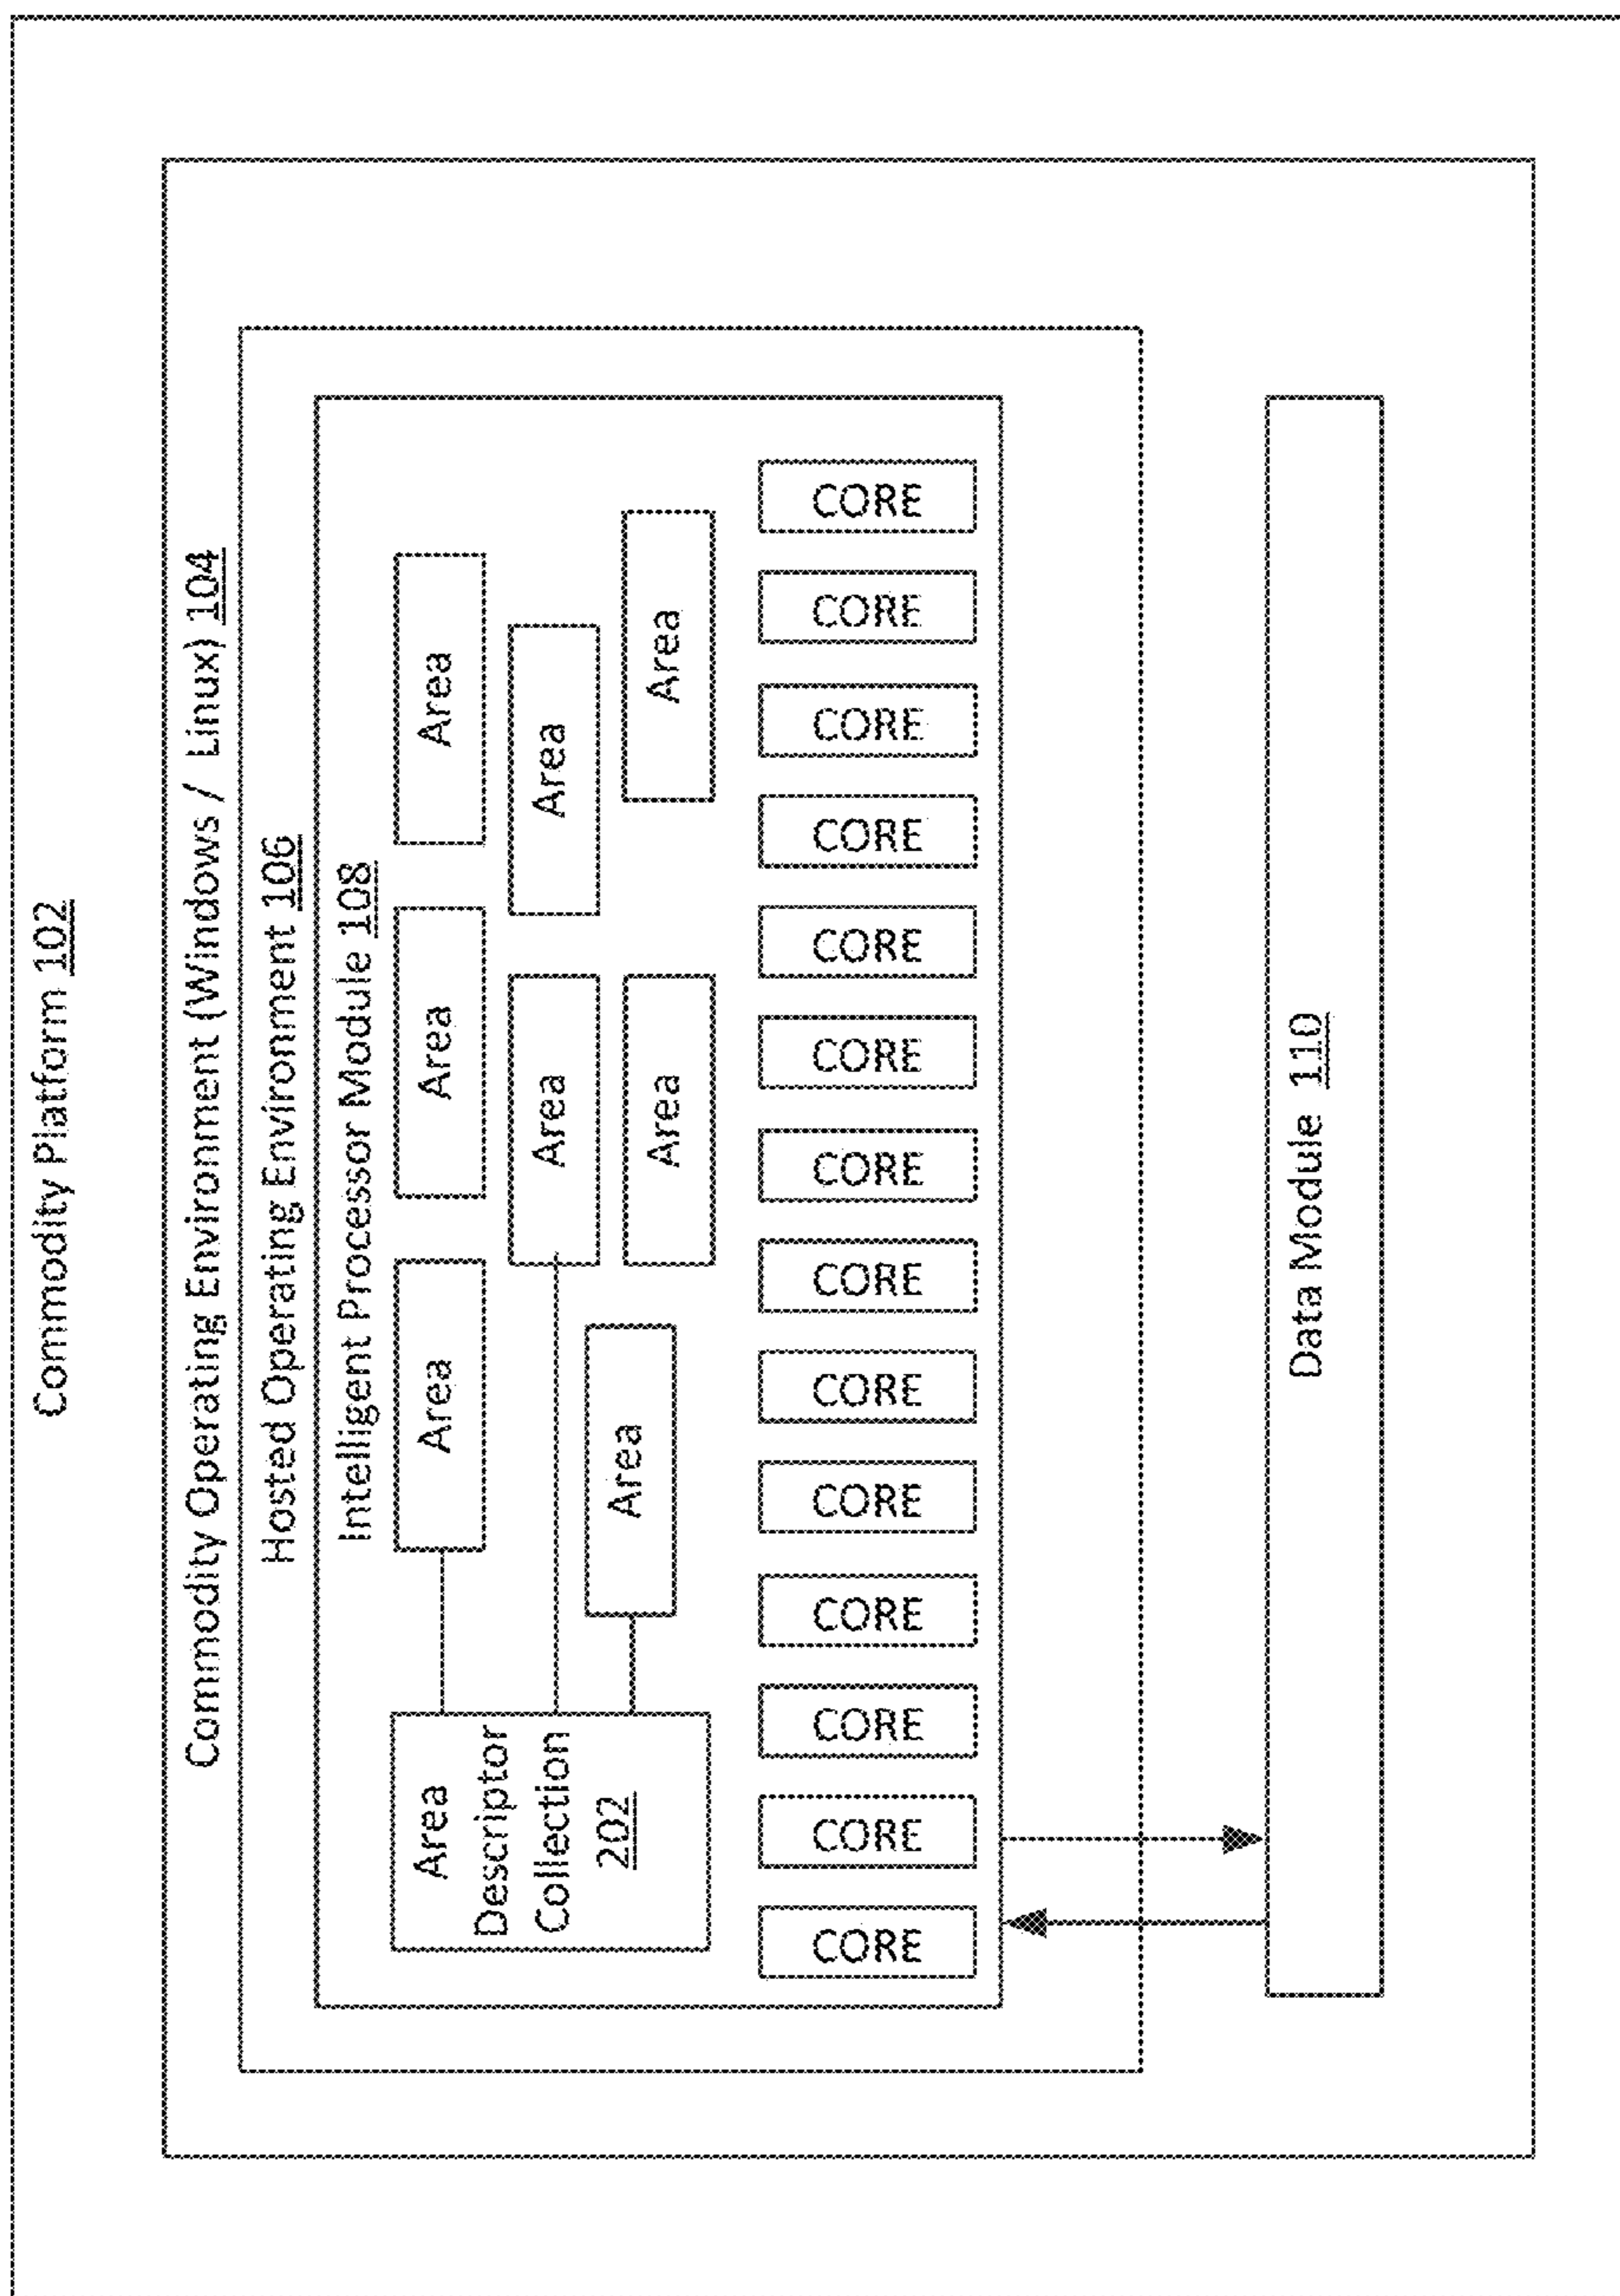 Commodity Platform 102
Commodity Operating Environment (Windows / Linux) 104
Hosted Operating Environment 106
Intelligent Processor Module 108
Area
Descriptor
Collection
202
Area
Area
Area
Area
Area
Area
Area
Area
CORE
CORE
CORE
CORE
CORE
CORE
CORE
CORE
CORE
CORE
CORE
CORE
CORE
CORE
Data Module 110